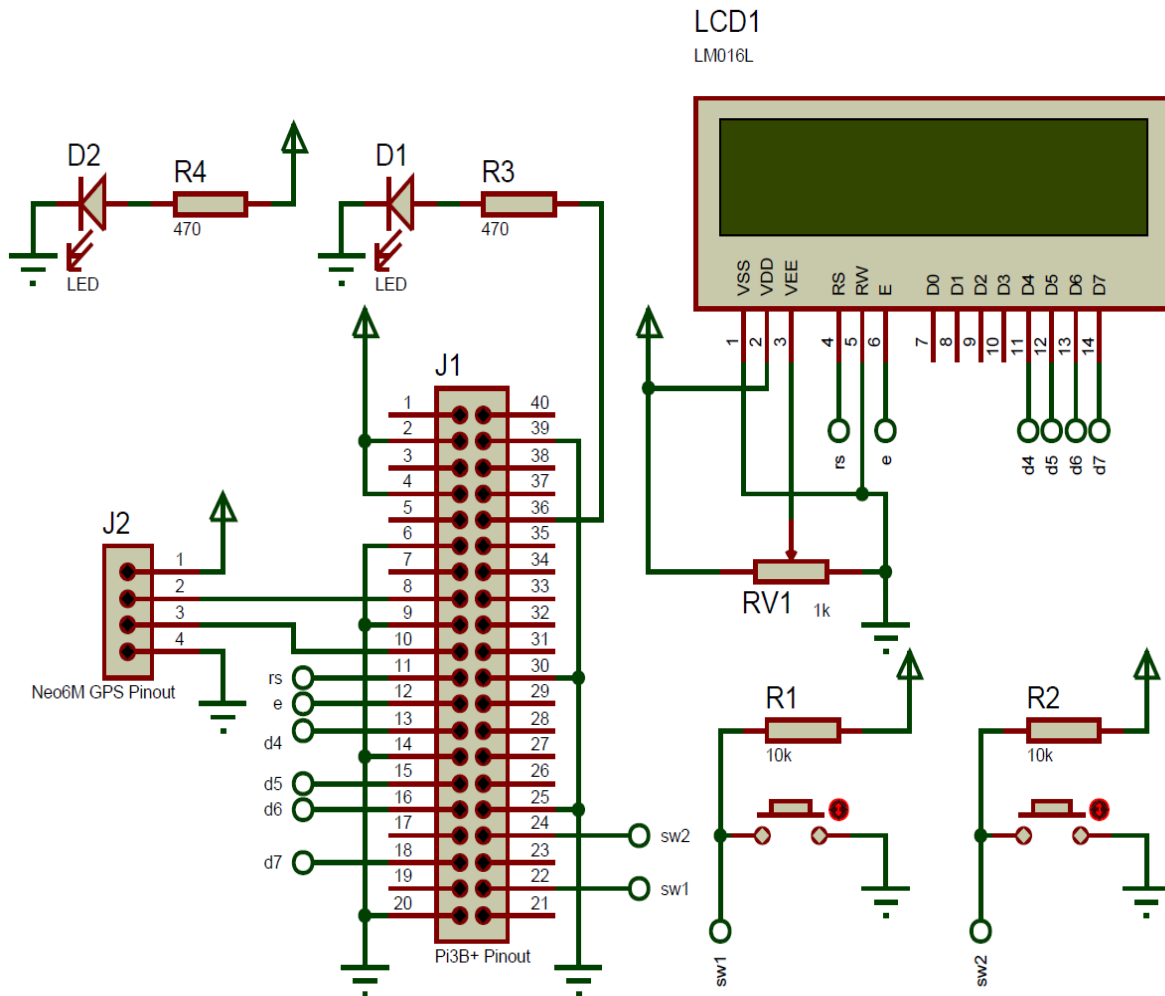 LCD1
LM016L
VSS
VDD
VEE
RS
RW
E
D0
D1
D2
D3
D4
D5
D6
D7
1
2
3
4
5
6
7
8
9
10
11
12
13
14
rs
e
d4
d5
d6
d7
D2
R4
470
LED
D1
R3
470
LED
J1
1 40
2 39
3 38
4 37
5 36
6 35
7 34
8 33
9 32
10 31
11 30
12 29
13 28
14 27
15 26
16 25
17 24
18 23
19 22
20 21
Pi3B+ Pinout
J2
1
2
3
4
Neo6M GPS Pinout
rs
e
d4
d5
d6
d7
sw2
sw1
RV1
1k
R1
10k
sw1
R2
10k
sw2